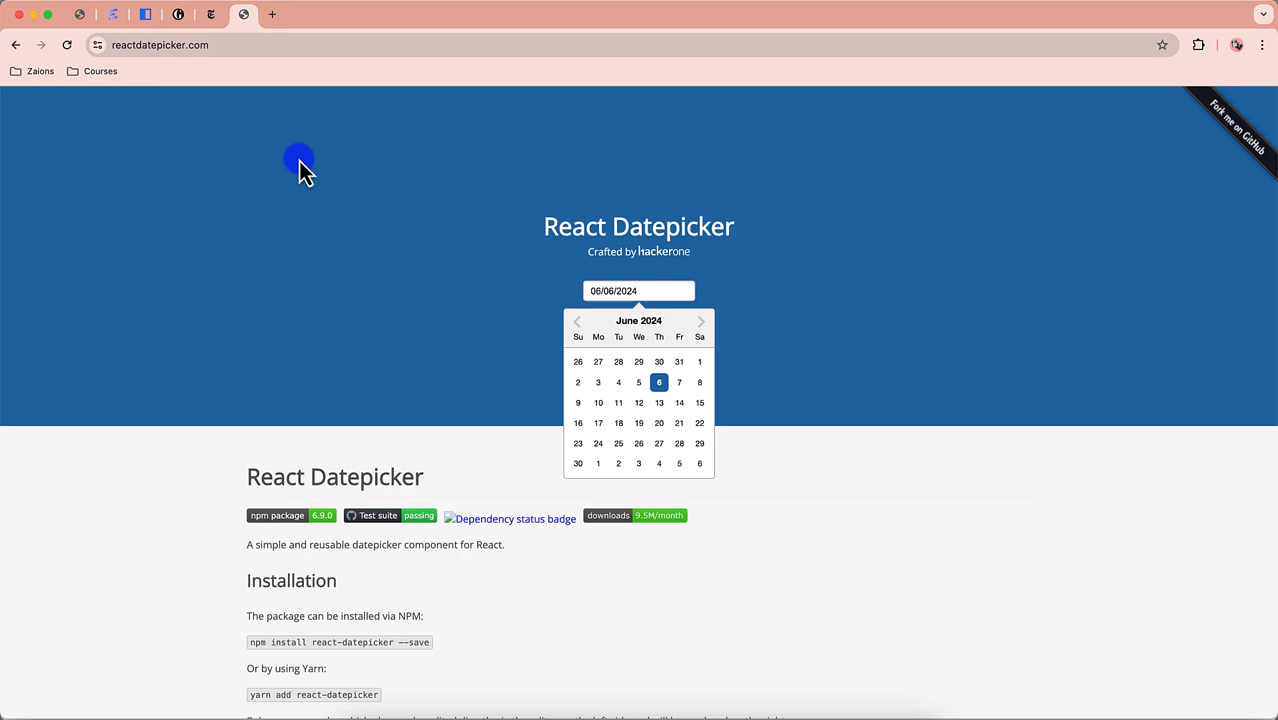 reactdatepicker.com
Zaions
Courses
Fork me on GitHub
React Datepicker
Crafted by hackerone
06/06/2024
June 2024
Su Mo Tu We Th Fr Sa
26 27 28 29 30 31 1
2 3 4 5 6 7 8
9 10 11 12 13 14 15
16 17 18 19 20 21 22
23 24 25 26 27 28 29
30 1 2 3 4 5 6
React Datepicker
npm package 6.9.0 Test suite passing Dependency status badge downloads 9.5M/month
A simple and reusable datepicker component for React.
Installation
The package can be installed via NPM:
npm install react-datepicker --save
Or by using Yarn:
yarn add react-datepicker